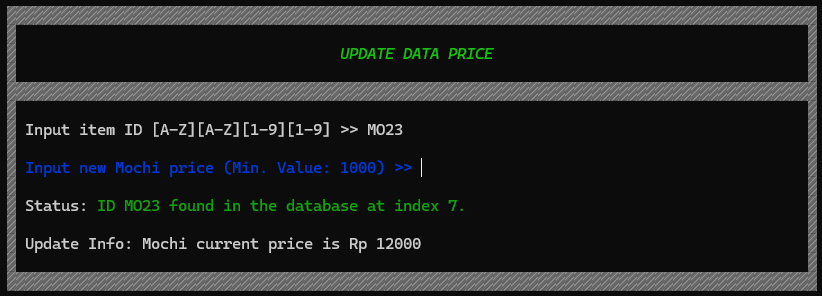 UPDATE DATA PRICE
Input item ID [A-Z][A-Z][1-9][1-9] >> MO23
Input new Mochi price (Min. Value: 1000) >>
Status: ID MO23 found in the database at index 7.
Update Info: Mochi current price is Rp 12000